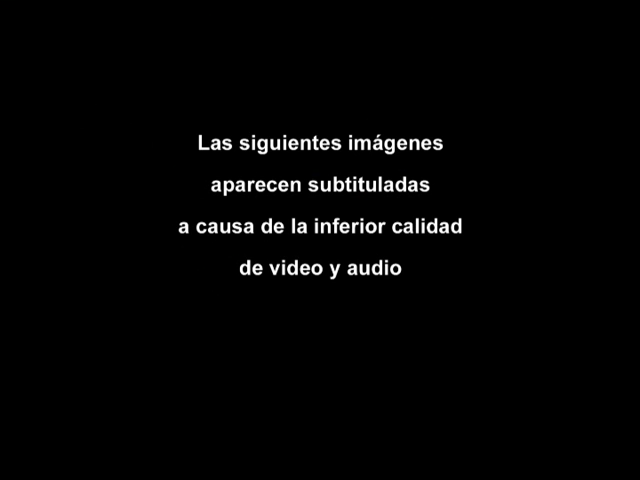 Las siguientes imágenes
aparecen subtituladas
a causa de la inferior calidad
de video y audio